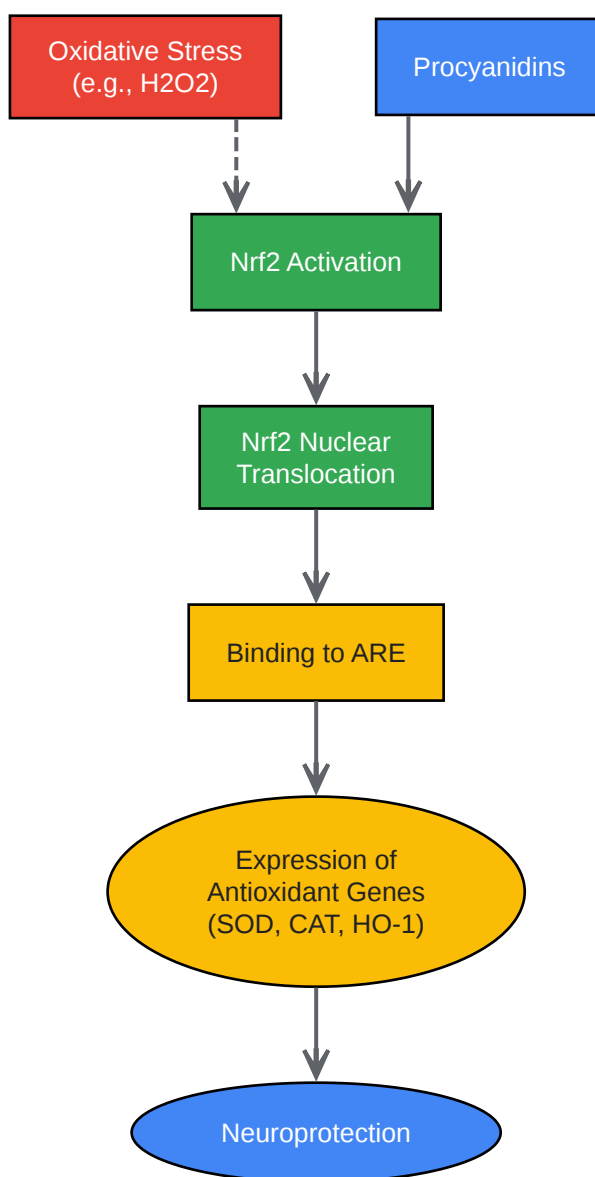 Oxidative Stress
(e.g., H2O2)
Procyanidins
Nrf2 Activation
Nrf2 Nuclear
Translocation
Binding to ARE
Expression of
Antioxidant Genes
(SOD, CAT, HO-1)
Neuroprotection